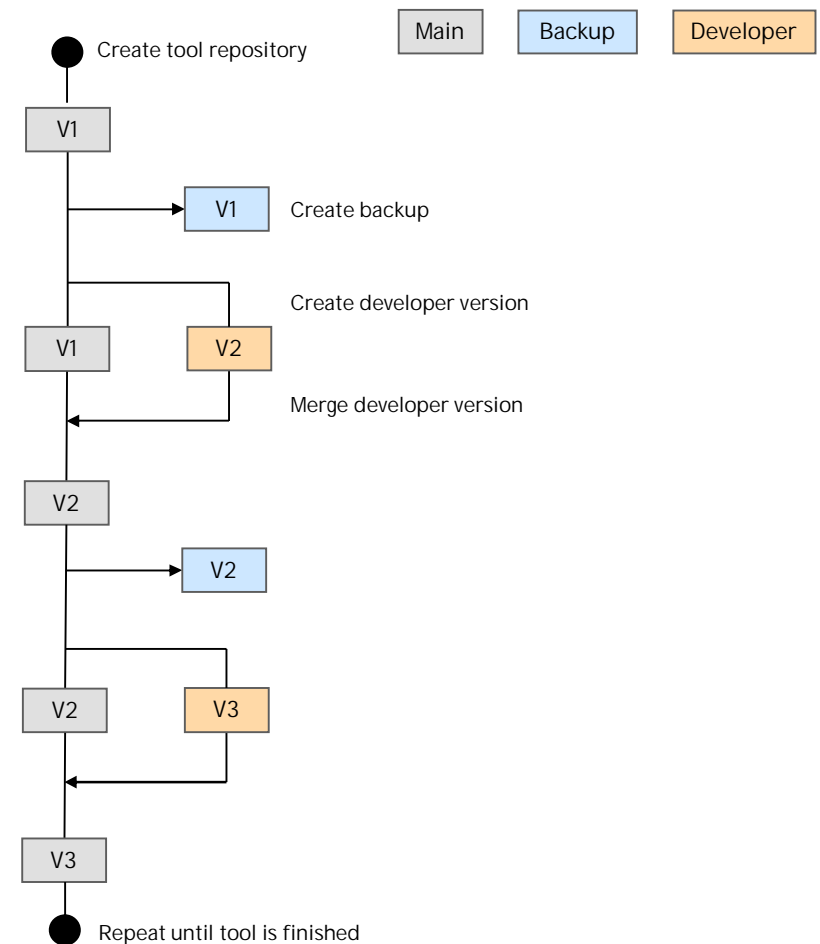 Create tool repository
Main
Backup
Developer
V1
V1
Create backup
Create developer version
V1
V2
Merge developer version
V2
V2
V2
V3
V3
Repeat until tool is finished